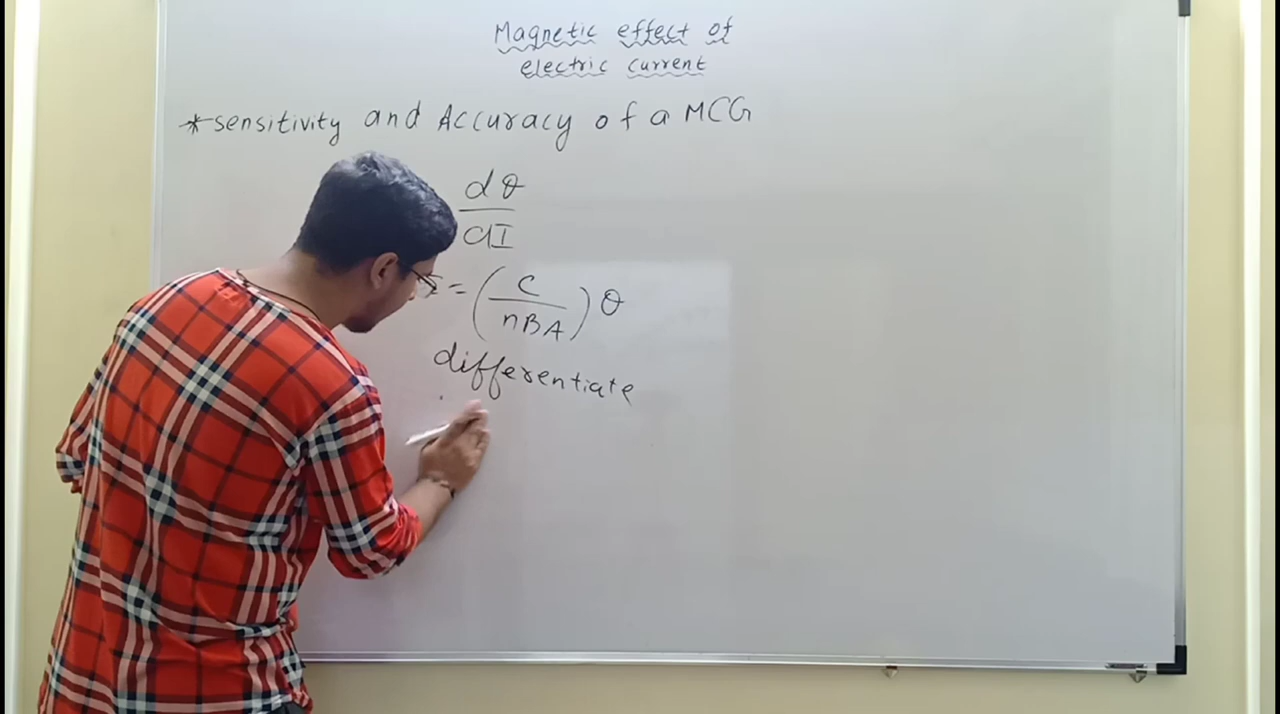 Magnetic effect of
electric current
*sensitivity and Accuracy of a MCG
dθ
dI
= (C/nBA) θ
differentiate